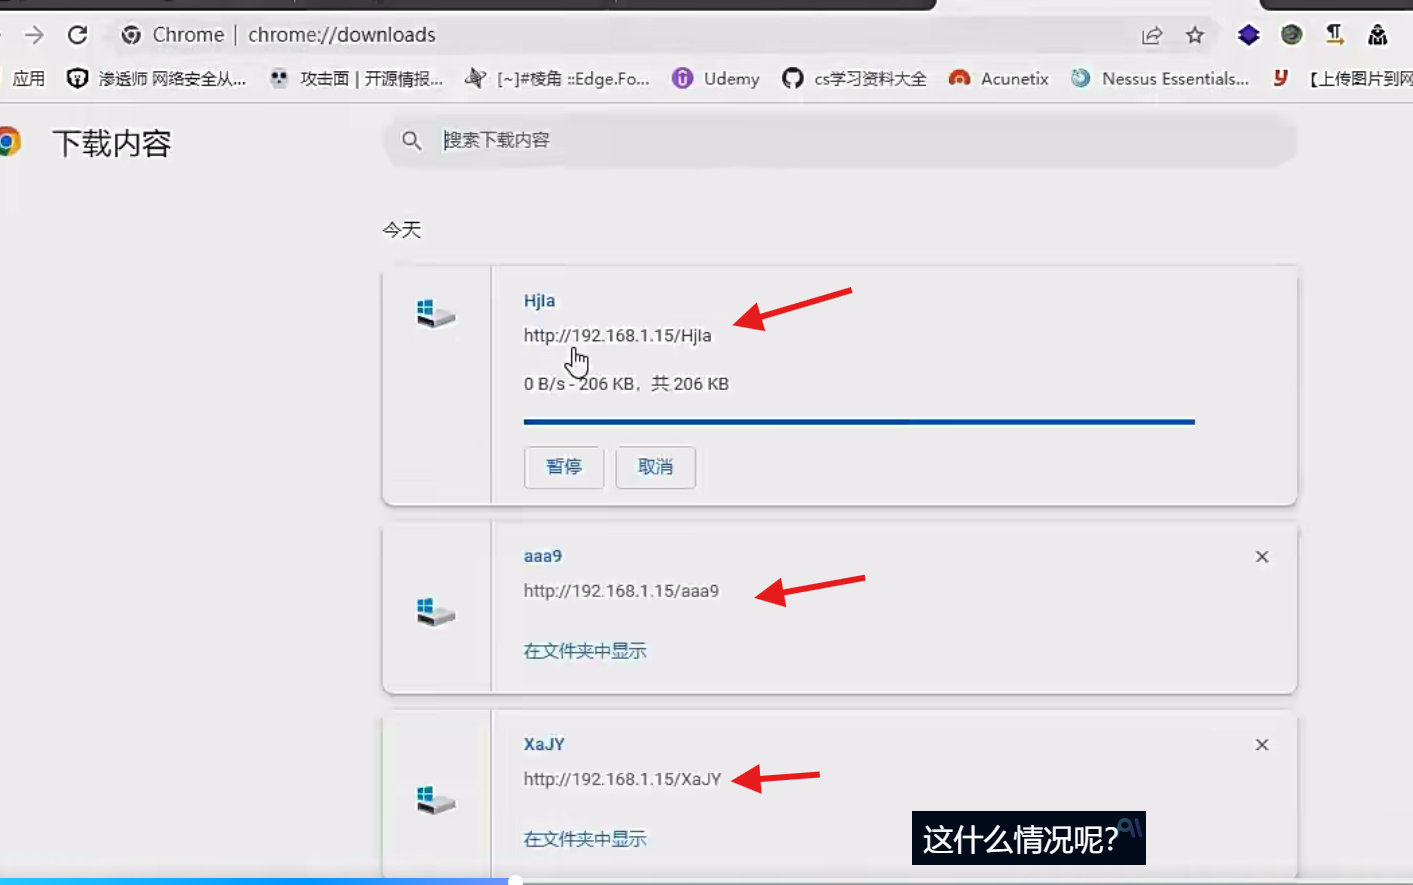 Chrome | chrome://downloads
应用 渗透师 网络安全从... 攻击面 | 开源情报... [~]#棱角 ::Edge.Fo... Udemy cs学习资料大全 Acunetix Nessus Essentials... 【上传图片到网
下载内容
搜索下载内容
今天
HjIa
http://192.168.1.15/HjIa
0 B/s - 206 KB，共 206 KB
暂停 取消
aaa9
http://192.168.1.15/aaa9
在文件夹中显示
XaJY
http://192.168.1.15/XaJY
在文件夹中显示
这什么情况呢?